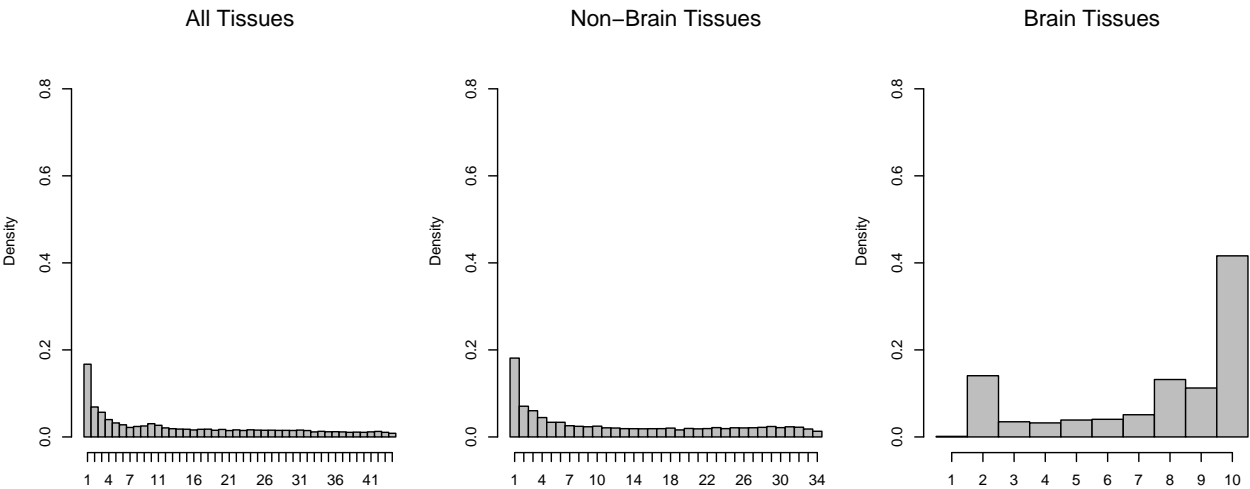 All Tissues
Density
0.0 0.2 0.4 0.6 0.8
1 4 7 11 16 21 26 31 36 41
Non−Brain Tissues
Density
0.0 0.2 0.4 0.6 0.8
1 4 7 10 14 18 22 26 30 34
Brain Tissues
Density
0.0 0.2 0.4 0.6 0.8
1 2 3 4 5 6 7 8 9 10